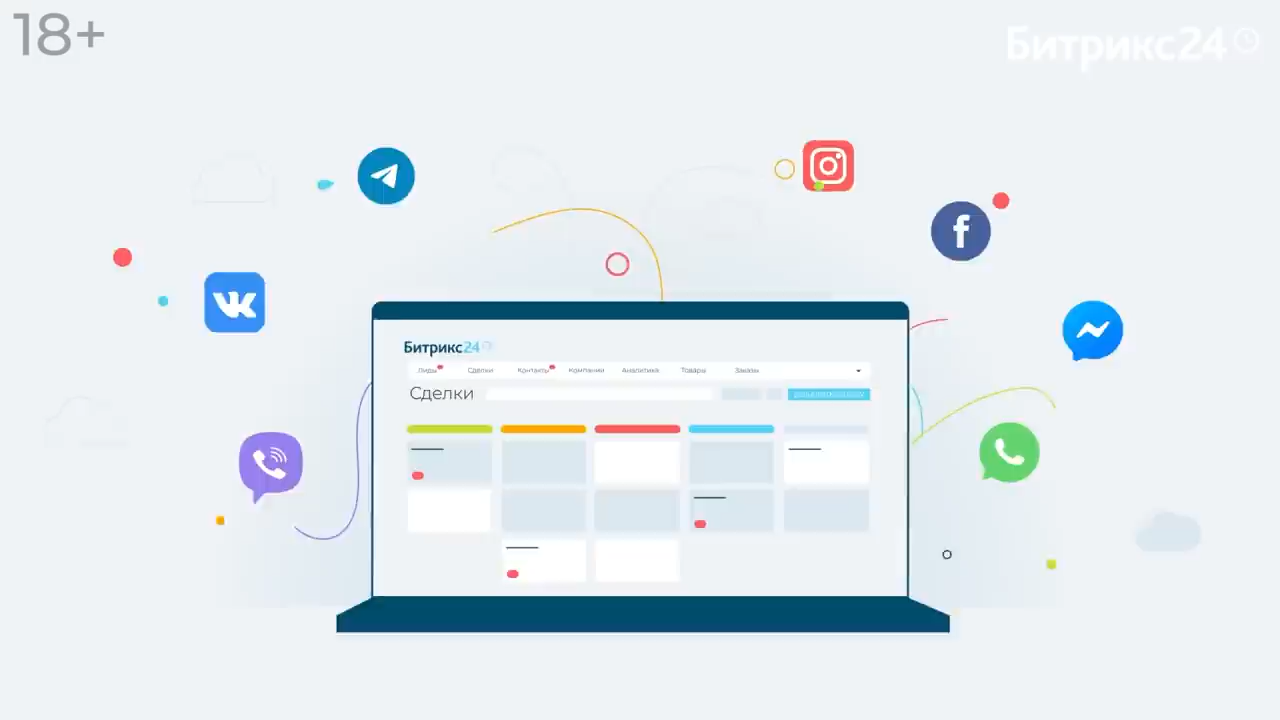 18+
Битрикс24
Битрикс24
Лиды Сделки Контакты Компании Аналитика Товары Заказы
Сделки